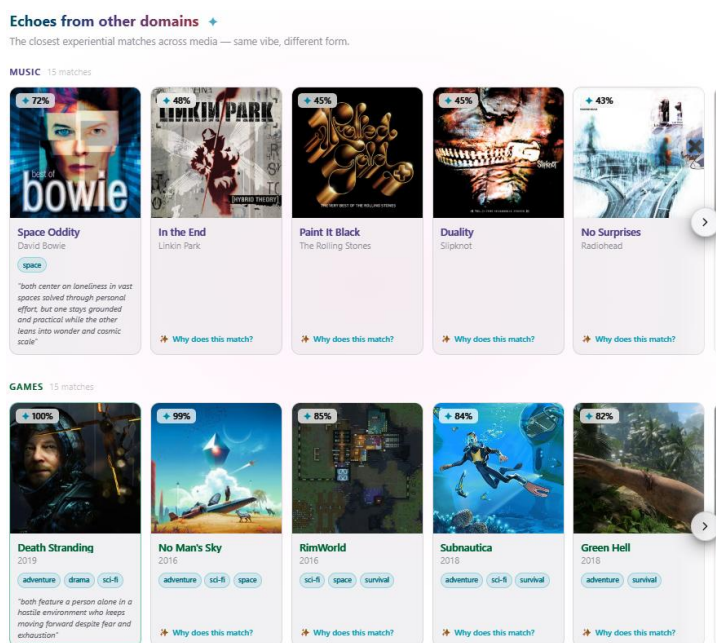 Echoes from other domains
The closest experiential matches across media — same vibe, different form.
MUSIC 15 matches
72%
best of
bowie
Space Oddity
David Bowie
space
"both center on loneliness in vast
spaces solved through personal
effort, but one stays grounded
and practical while the other
leans into wonder and cosmic
scale"
48%
LINKIN PARK
[HYBRID THEORY]
In the End
Linkin Park
Why does this match?
45%
Rolled
Gold
THE VERY BEST OF THE ROLLING STONES
Paint It Black
The Rolling Stones
Why does this match?
45%
Slipknot
Duality
Slipknot
Why does this match?
43%
No Surprises
Radiohead
Why does this match?
GAMES 15 matches
100%
Death Stranding
2019
adventure drama sci-fi
"both feature a person alone in a
hostile environment who keeps
moving forward despite fear and
exhaustion"
99%
No Man's Sky
2016
adventure sci-fi space
Why does this match?
85%
RimWorld
2016
sci-fi space survival
Why does this match?
84%
Subnautica
2018
adventure sci-fi survival
Why does this match?
82%
Green Hell
2018
adventure survival
Why does this match?